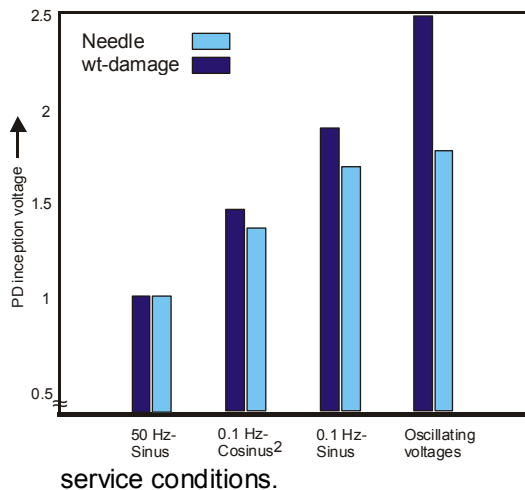 2.5
Needle
wt-damage
2
PD inception voltage
1.5
1
0.5
50 Hz-
Sinus
0.1 Hz-
Cosinus2
0.1 Hz-
Sinus
Oscillating
voltages
service conditions.